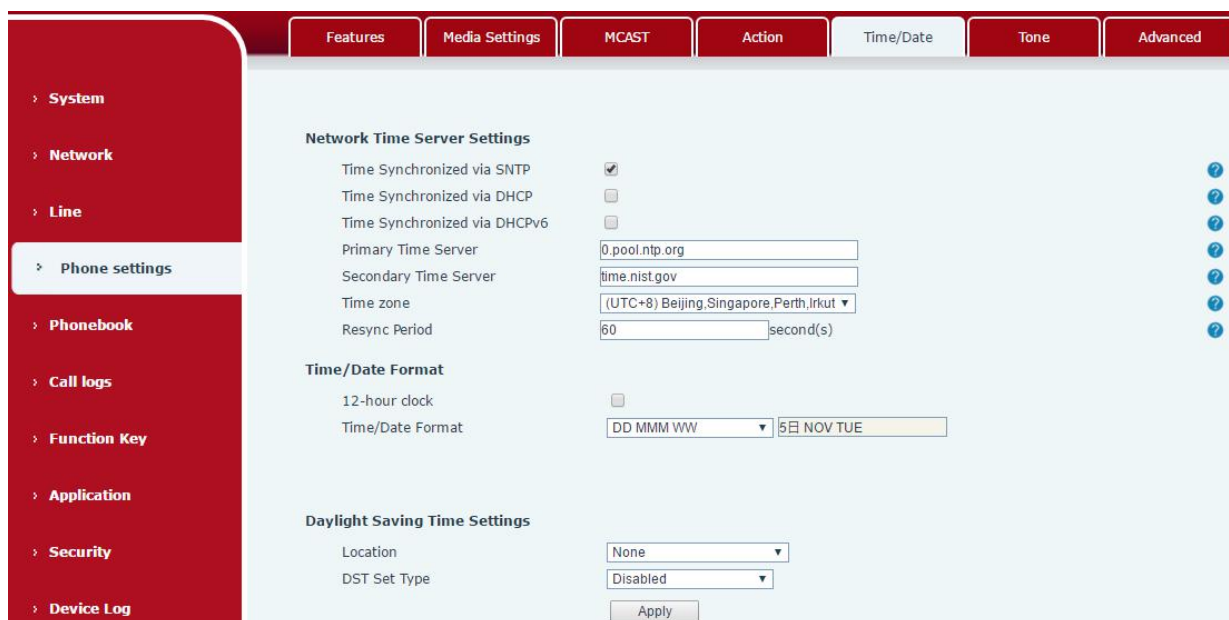 Features Media Settings MCAST Action Time/Date Tone Advanced
System
Network
Line
Phone settings
Phonebook
Call logs
Function Key
Application
Security
Device Log
Network Time Server Settings
Time Synchronized via SNTP
Time Synchronized via DHCP
Time Synchronized via DHCPv6
Primary Time Server 0.pool.ntp.org
Secondary Time Server time.nist.gov
Time zone (UTC+8) Beijing,Singapore,Perth,Irkut
Resync Period 60 second(s)
Time/Date Format
12-hour clock
Time/Date Format DD MMM WW 5日 NOV TUE
Daylight Saving Time Settings
Location None
DST Set Type Disabled
Apply